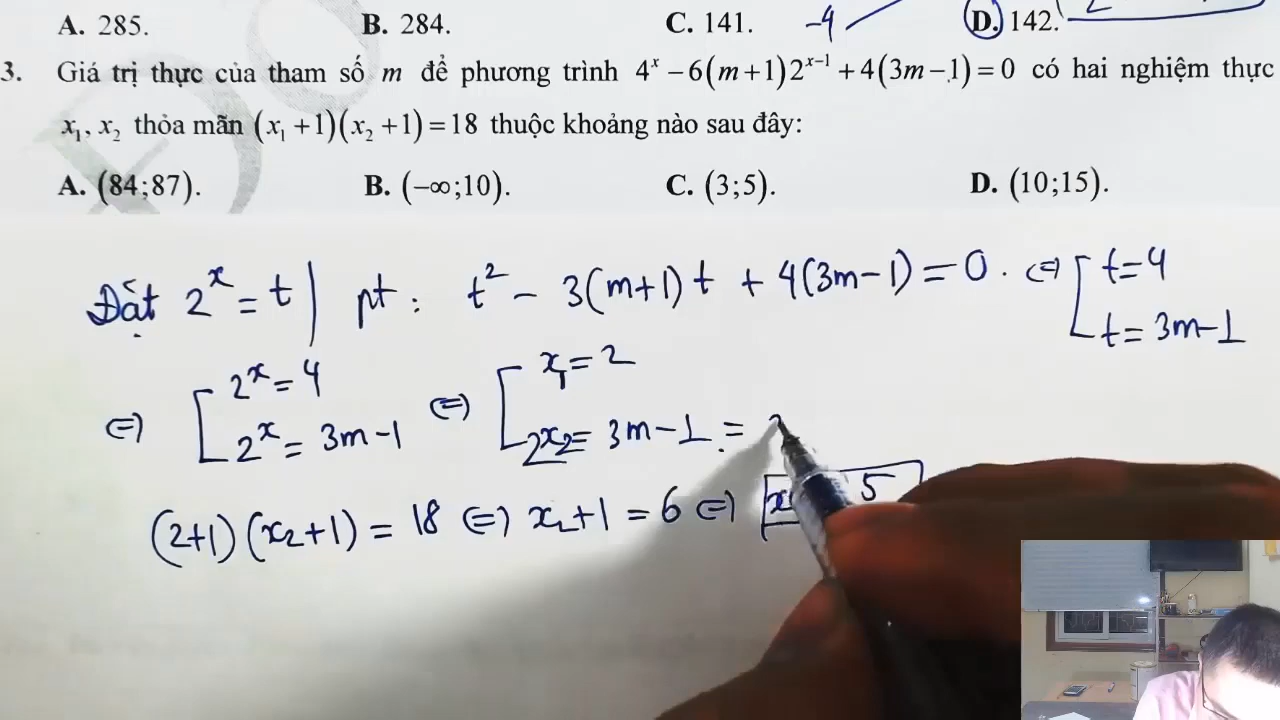 A. 285. B. 284. C. 141. -4 D. 142.
3. Giá trị thực của tham số m để phương trình 4^x − 6(m+1)2^{x−1} + 4(3m−1) = 0 có hai nghiệm thực
x₁, x₂ thỏa mãn (x₁+1)(x₂+1) = 18 thuộc khoảng nào sau đây:
A. (84;87). B. (−∞;10). C. (3;5). D. (10;15).
Đặt 2^x = t | pt : t² − 3(m+1)t + 4(3m−1) = 0 . ⇔ [ t = 4
t = 3m−1
⇔ [ 2^x = 4 ⇔ [ x₁ = 2
2^x = 3m−1 2^{x₂} = 3m−1 =
(2+1)(x₂+1) = 18 ⇔ x₂+1 = 6 ⇔ x 5